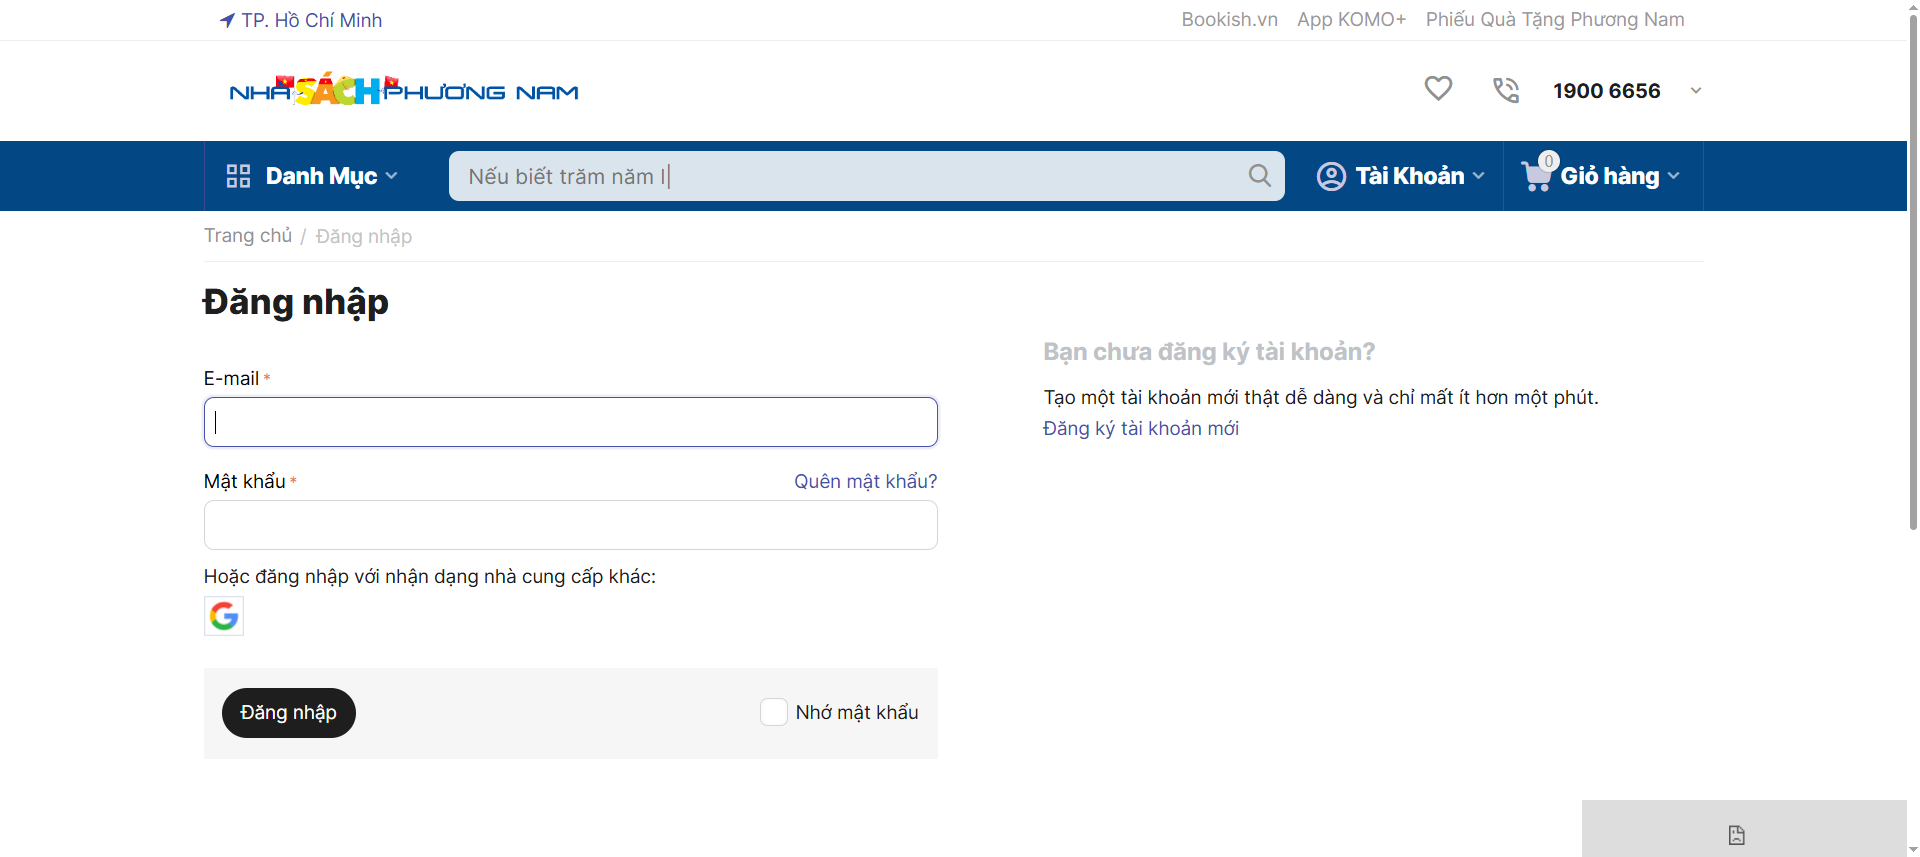 TP. Hồ Chí Minh
Bookish.vn App KOMO+ Phiếu Quà Tặng Phương Nam
NHÀ SÁCH PHƯƠNG NAM
1900 6656
Danh Mục
Nếu biết trăm năm l
Tài Khoản
0
Giỏ hàng
Trang chủ / Đăng nhập
Đăng nhập
E-mail *
Mật khẩu *
Quên mật khẩu?
Hoặc đăng nhập với nhận dạng nhà cung cấp khác:
Đăng nhập
Nhớ mật khẩu
Bạn chưa đăng ký tài khoản?
Tạo một tài khoản mới thật dễ dàng và chỉ mất ít hơn một phút.
Đăng ký tài khoản mới